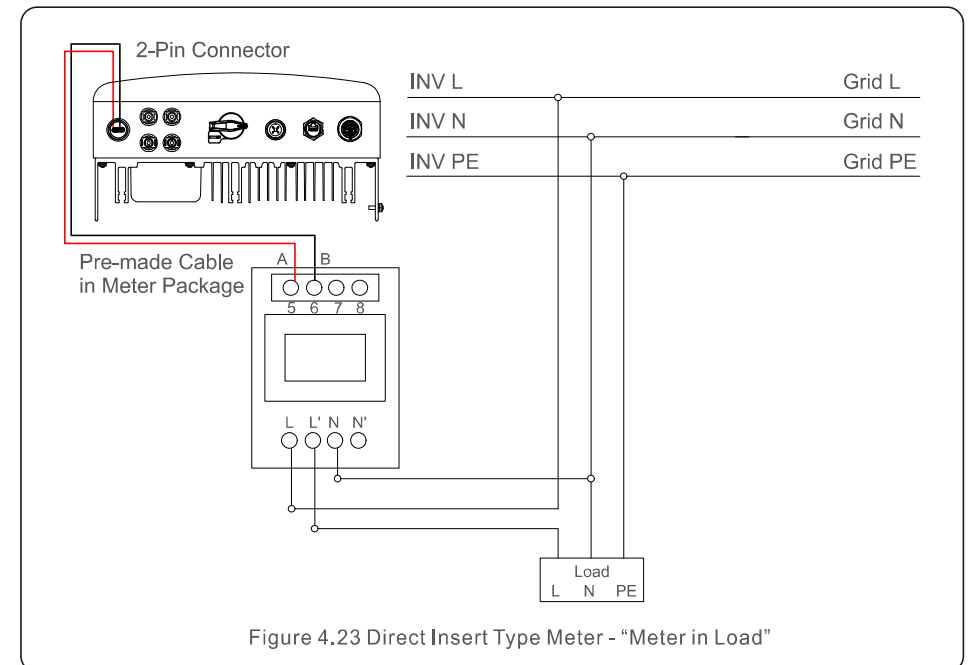 2-Pin Connector
INV L Grid L
INV N Grid N
INV PE Grid PE
Pre-made Cable
in Meter Package
A B
5 6 7 8
L L' N N'
Load
L N PE
Figure 4.23 Direct Insert Type Meter - “Meter in Load”